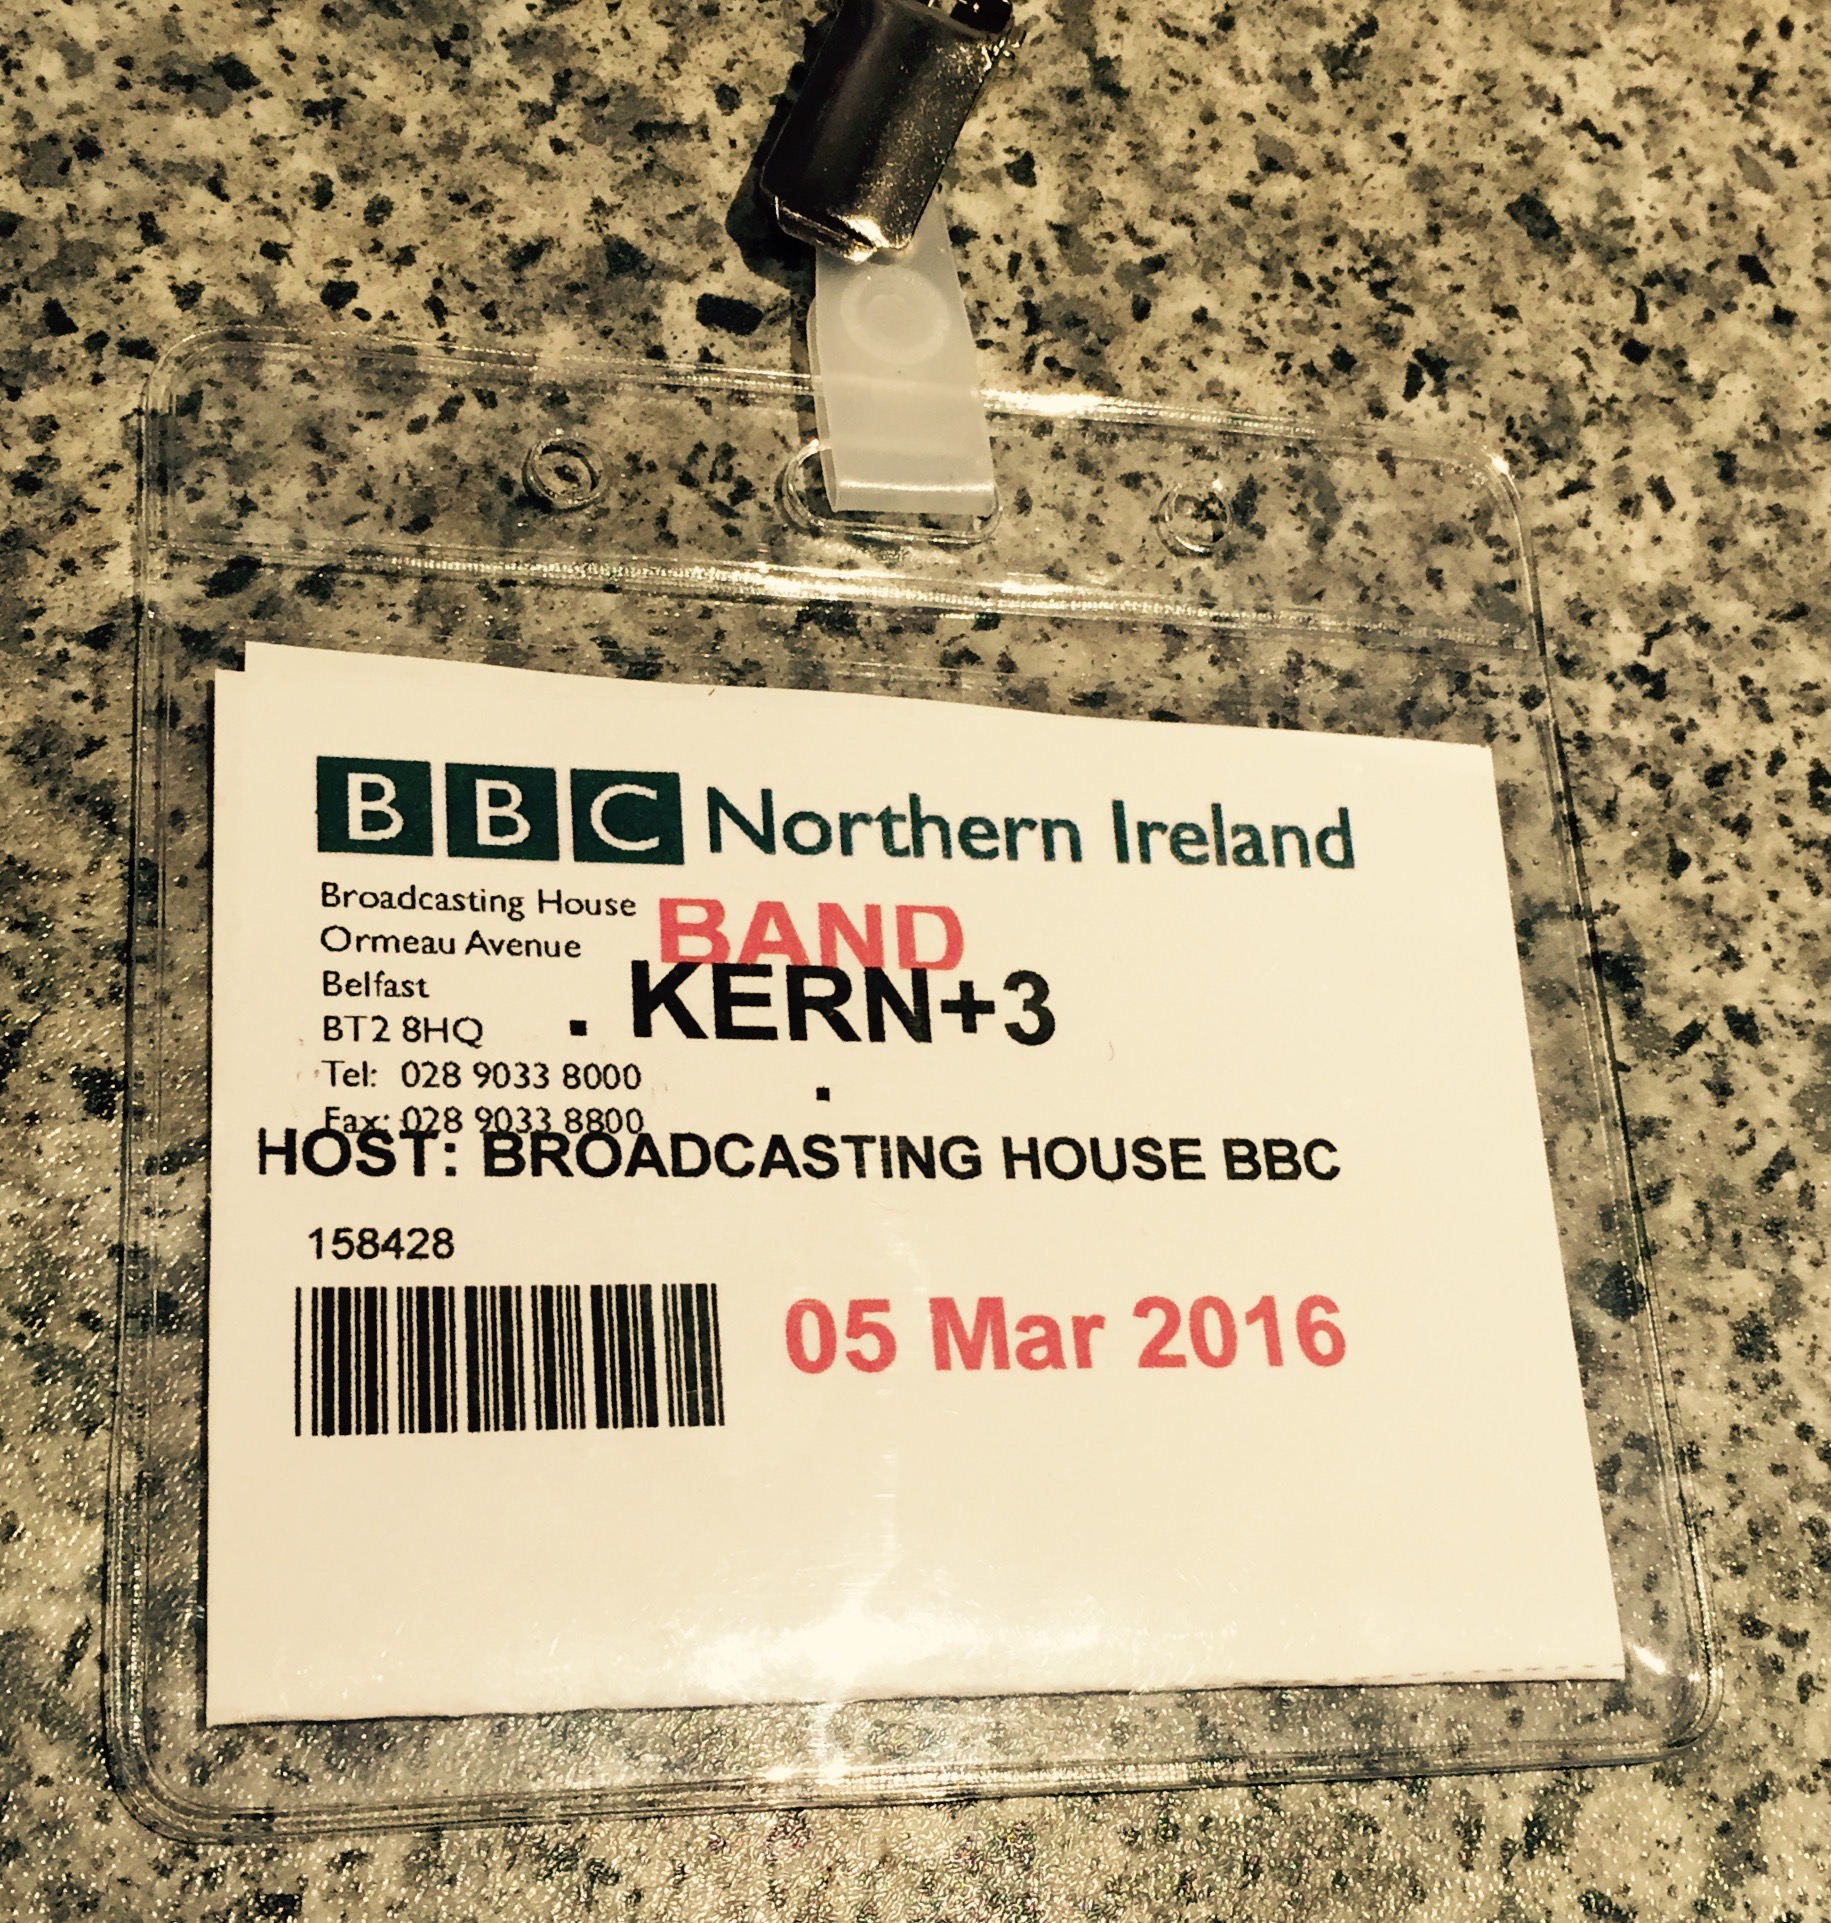 BBC Northern Ireland
Broadcasting House
BAND
Ormeau Avenue
Belfast
. KERN+3
BT2 8HQ
Tel: 028 9033 8000
.
Fax: 028 9033 8800
HOST: BROADCASTING HOUSE BBC
158428
05 Mar 2016